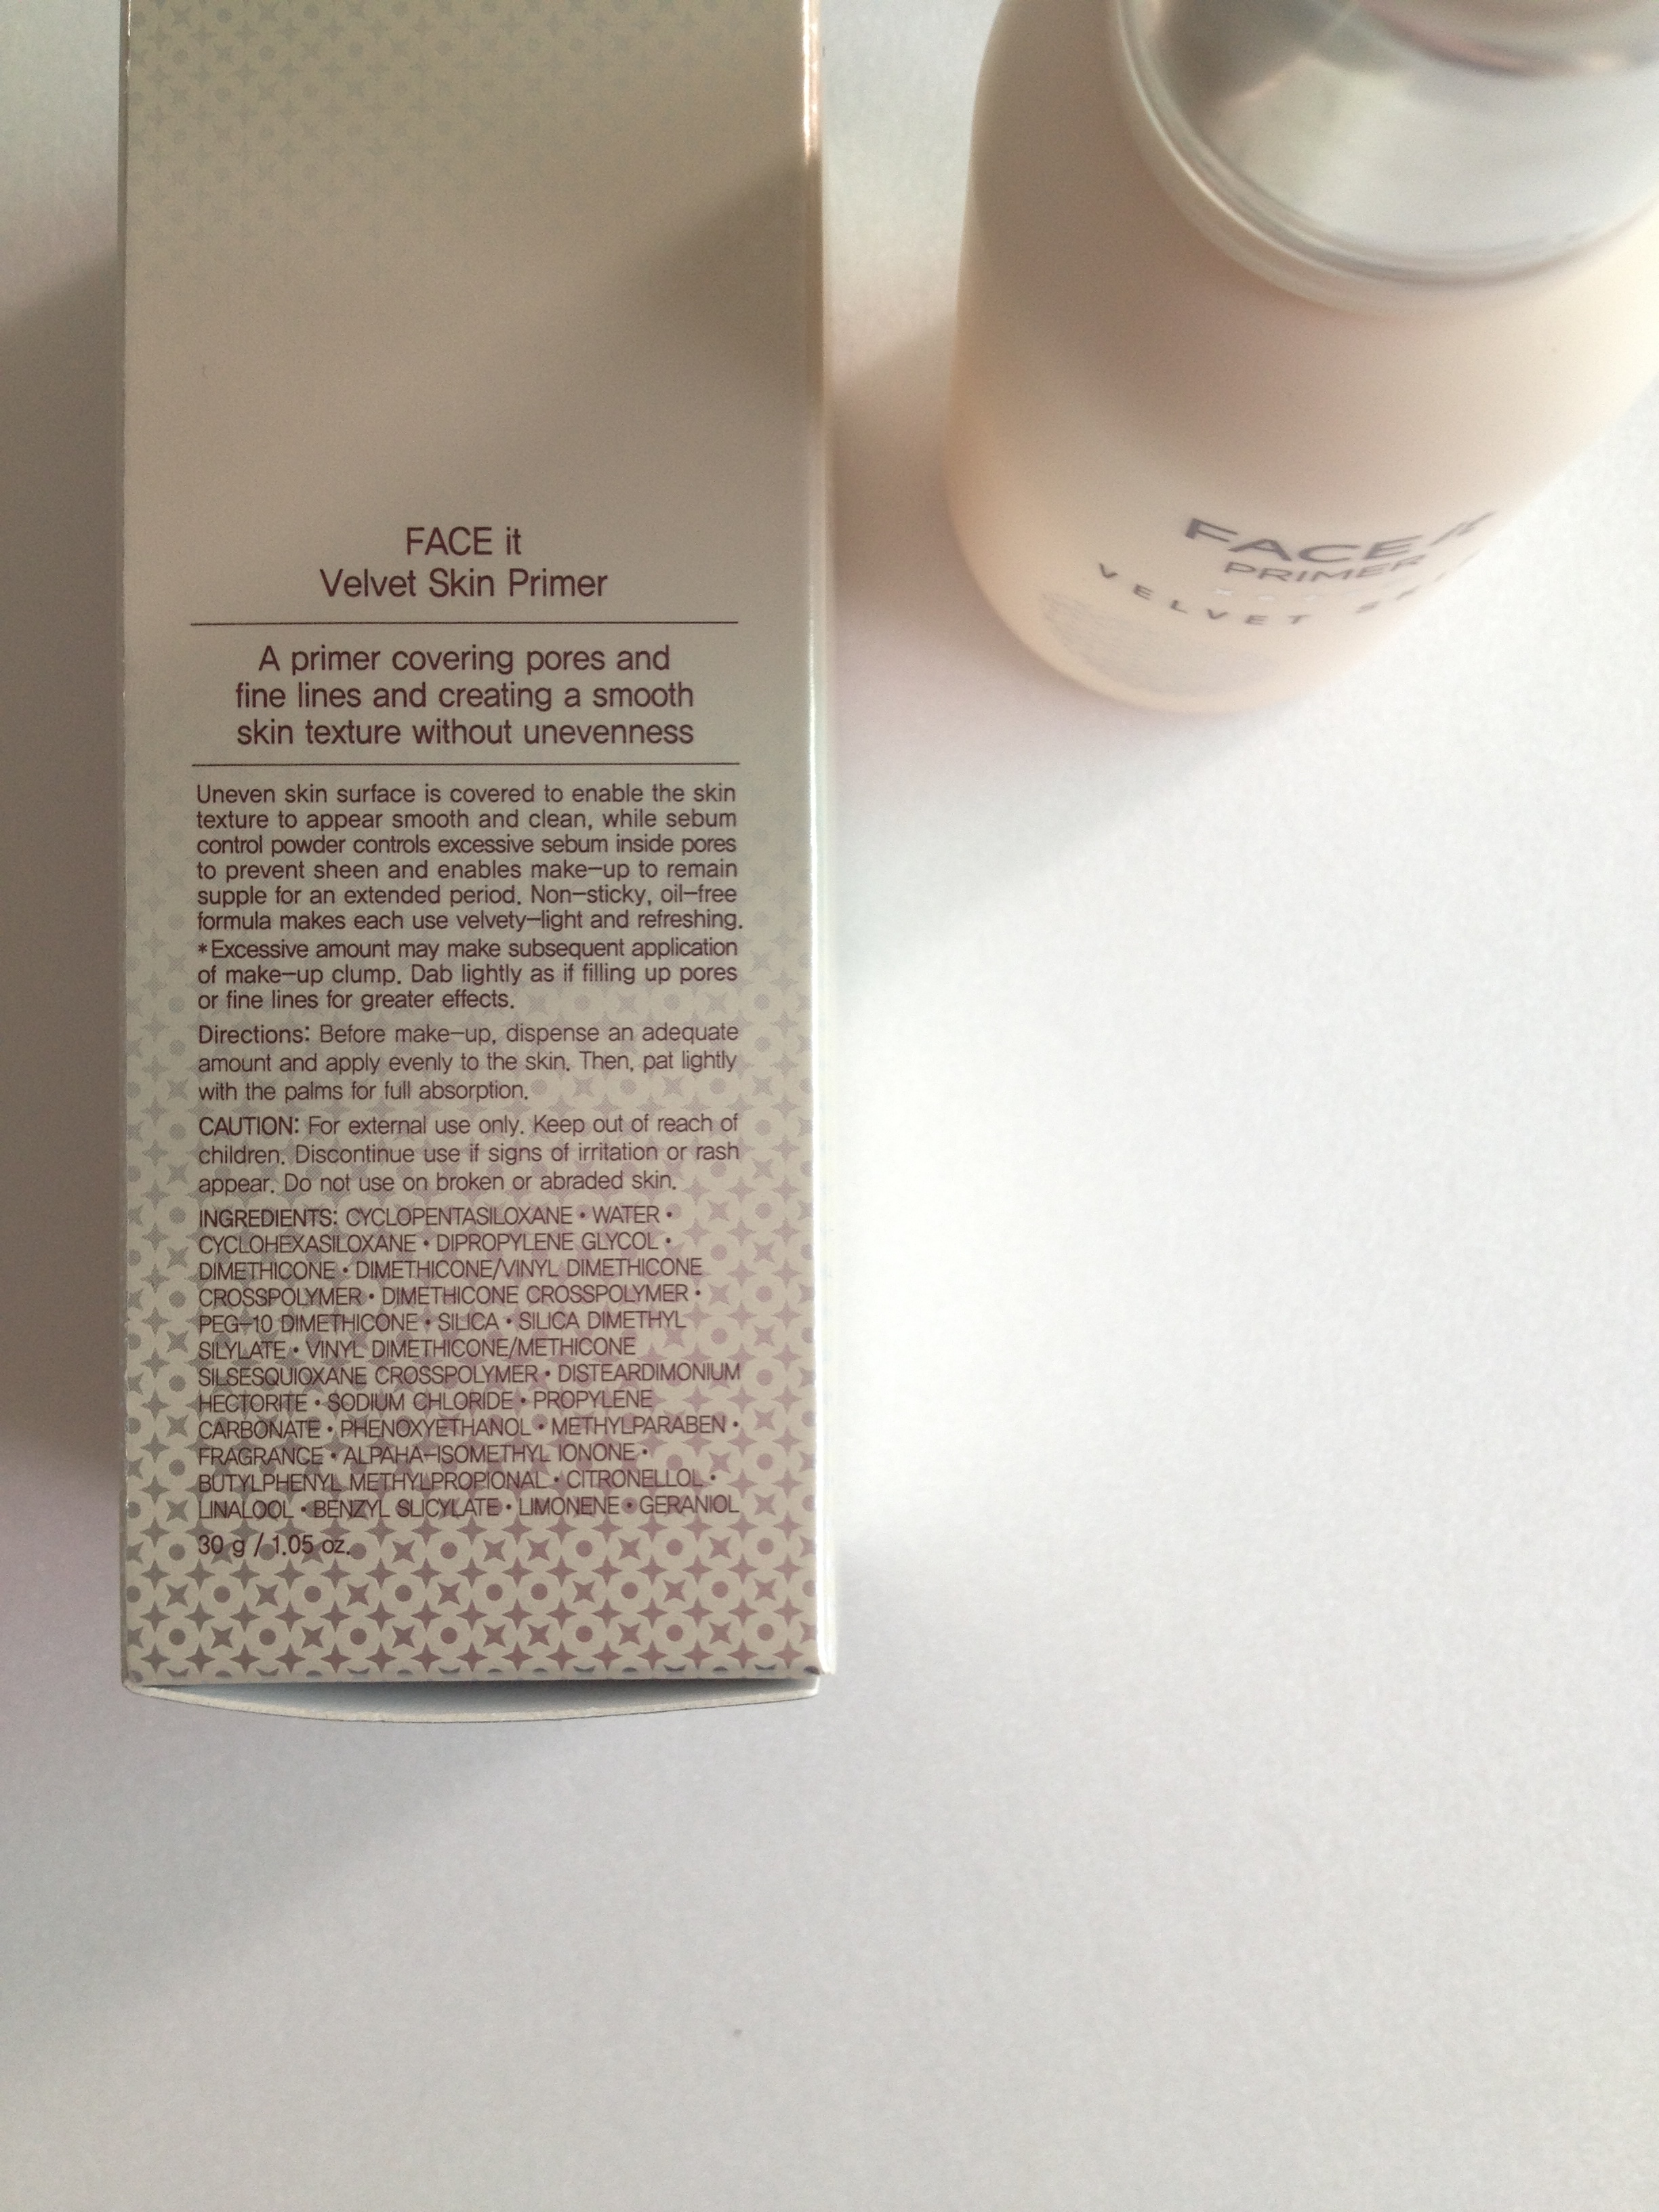 FACE it
Velvet Skin Primer
A primer covering pores and
fine lines and creating a smooth
skin texture without unevenness
Uneven skin surface is covered to enable the skin
texture to appear smooth and clean, while sebum
control powder controls excessive sebum inside pores
to prevent sheen and enables make-up to remain
supple for an extended period. Non-sticky, oil-free
formula makes each use velvety-light and refreshing.
*Excessive amount may make subsequent application
of make-up clump. Dab lightly as if filling up pores
or fine lines for greater effects.
Directions: Before make-up, dispense an adequate
amount and apply evenly to the skin. Then, pat lightly
with the palms for full absorption.
CAUTION: For external use only. Keep out of reach of
children. Discontinue use if signs of irritation or rash
appear. Do not use on broken or abraded skin.
INGREDIENTS: CYCLOPENTASILOXANE • WATER •
CYCLOHEXASILOXANE • DIPROPYLENE GLYCOL •
DIMETHICONE • DIMETHICONE/VINYL DIMETHICONE
CROSSPOLYMER • DIMETHICONE CROSSPOLYMER •
PEG-10 DIMETHICONE • SILICA • SILICA DIMETHYL
SILYLATE • VINYL DIMETHICONE/METHICONE
SILSESQUIOXANE CROSSPOLYMER • DISTEARDIMONIUM
HECTORITE • SODIUM CHLORIDE • PROPYLENE
CARBONATE • PHENOXYETHANOL • METHYLPARABEN •
FRAGRANCE • ALPAHA-ISOMETHYL IONONE •
BUTYLPHENYL METHYLPROPIONAL • CITRONELLOL •
LINALOOL • BENZYL SLICYLATE • LIMONENE • GERANIOL
30 g / 1.05 oz.
FACE it
PRIMER
VELVET